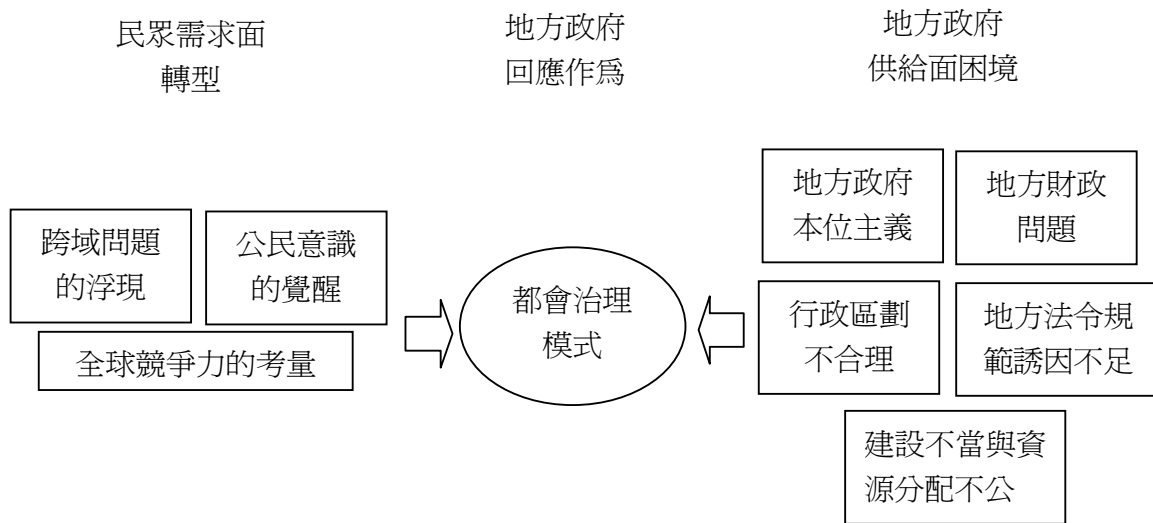 民眾需求面
轉型
地方政府
回應作為
地方政府
供給面困境
跨域問題
的浮現
公民意識
的覺醒
全球競爭力的考量
都會治理
模式
地方政府
本位主義
地方財政
問題
行政區劃
不合理
地方法令規
範誘因不足
建設不當與資
源分配不公